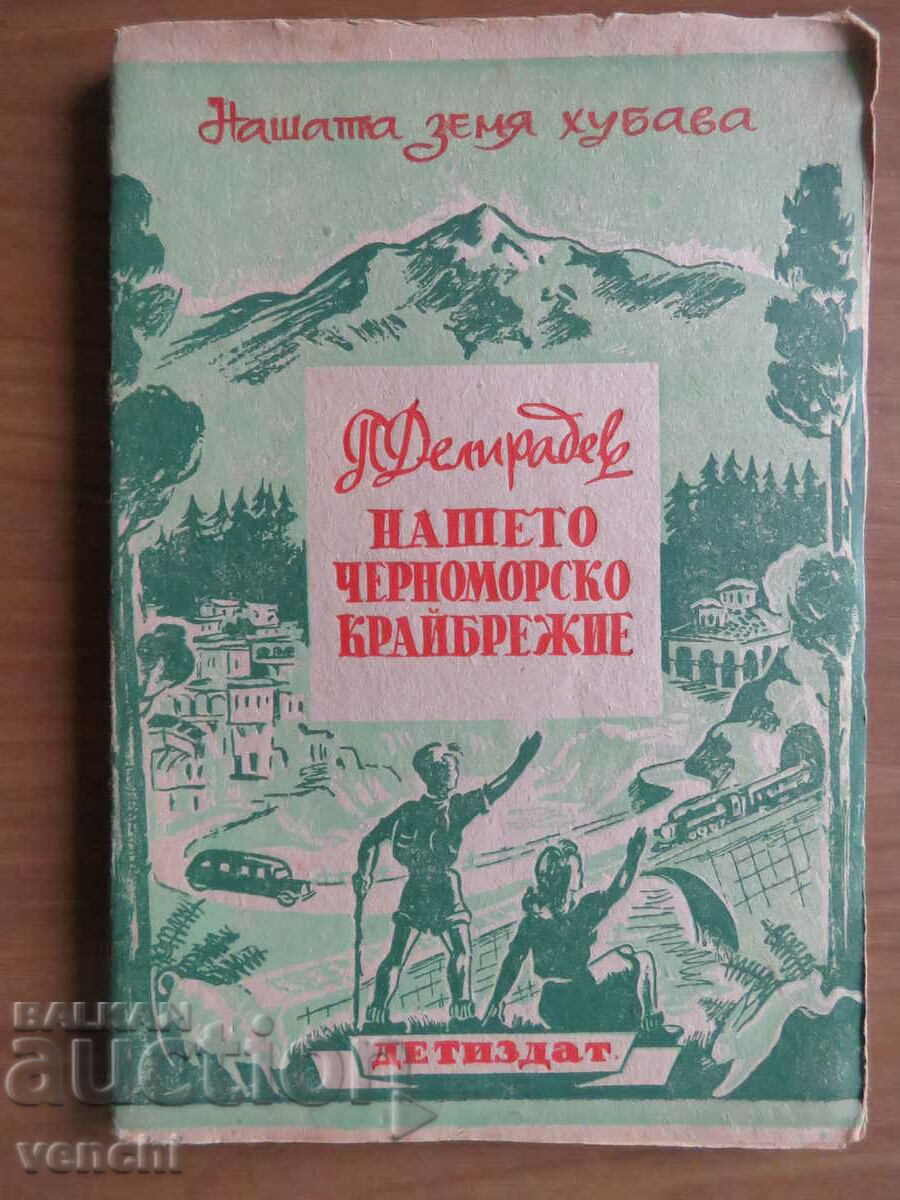 Нашата земя хубава
П Делирадев
НАШЕТО
ЧЕРНОМОРСКО
КРАЙБРЕЖИЕ
ДЕТИЗДАТ
BALKAN
auction
venchi